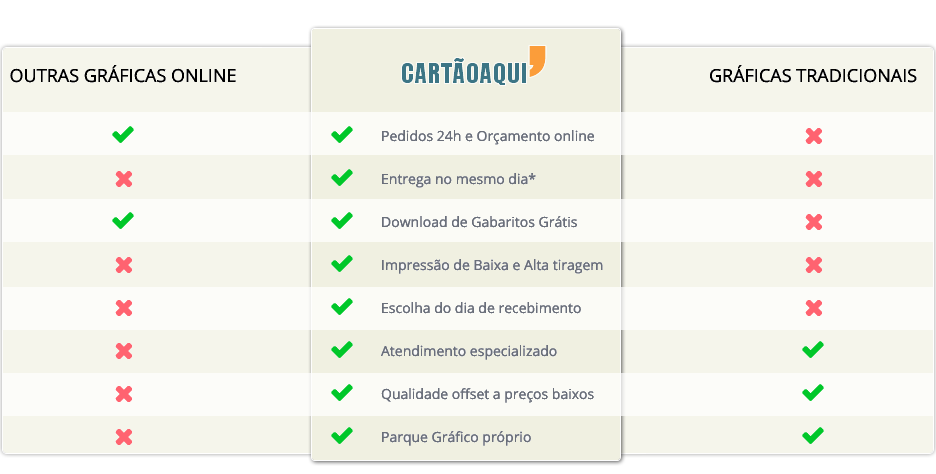 OUTRAS GRÁFICAS ONLINE
CARTÃOAQUI
GRÁFICAS TRADICIONAIS
Pedidos 24h e Orçamento online
Entrega no mesmo dia*
Download de Gabaritos Grátis
Impressão de Baixa e Alta tiragem
Escolha do dia de recebimento
Atendimento especializado
Qualidade offset a preços baixos
Parque Gráfico próprio